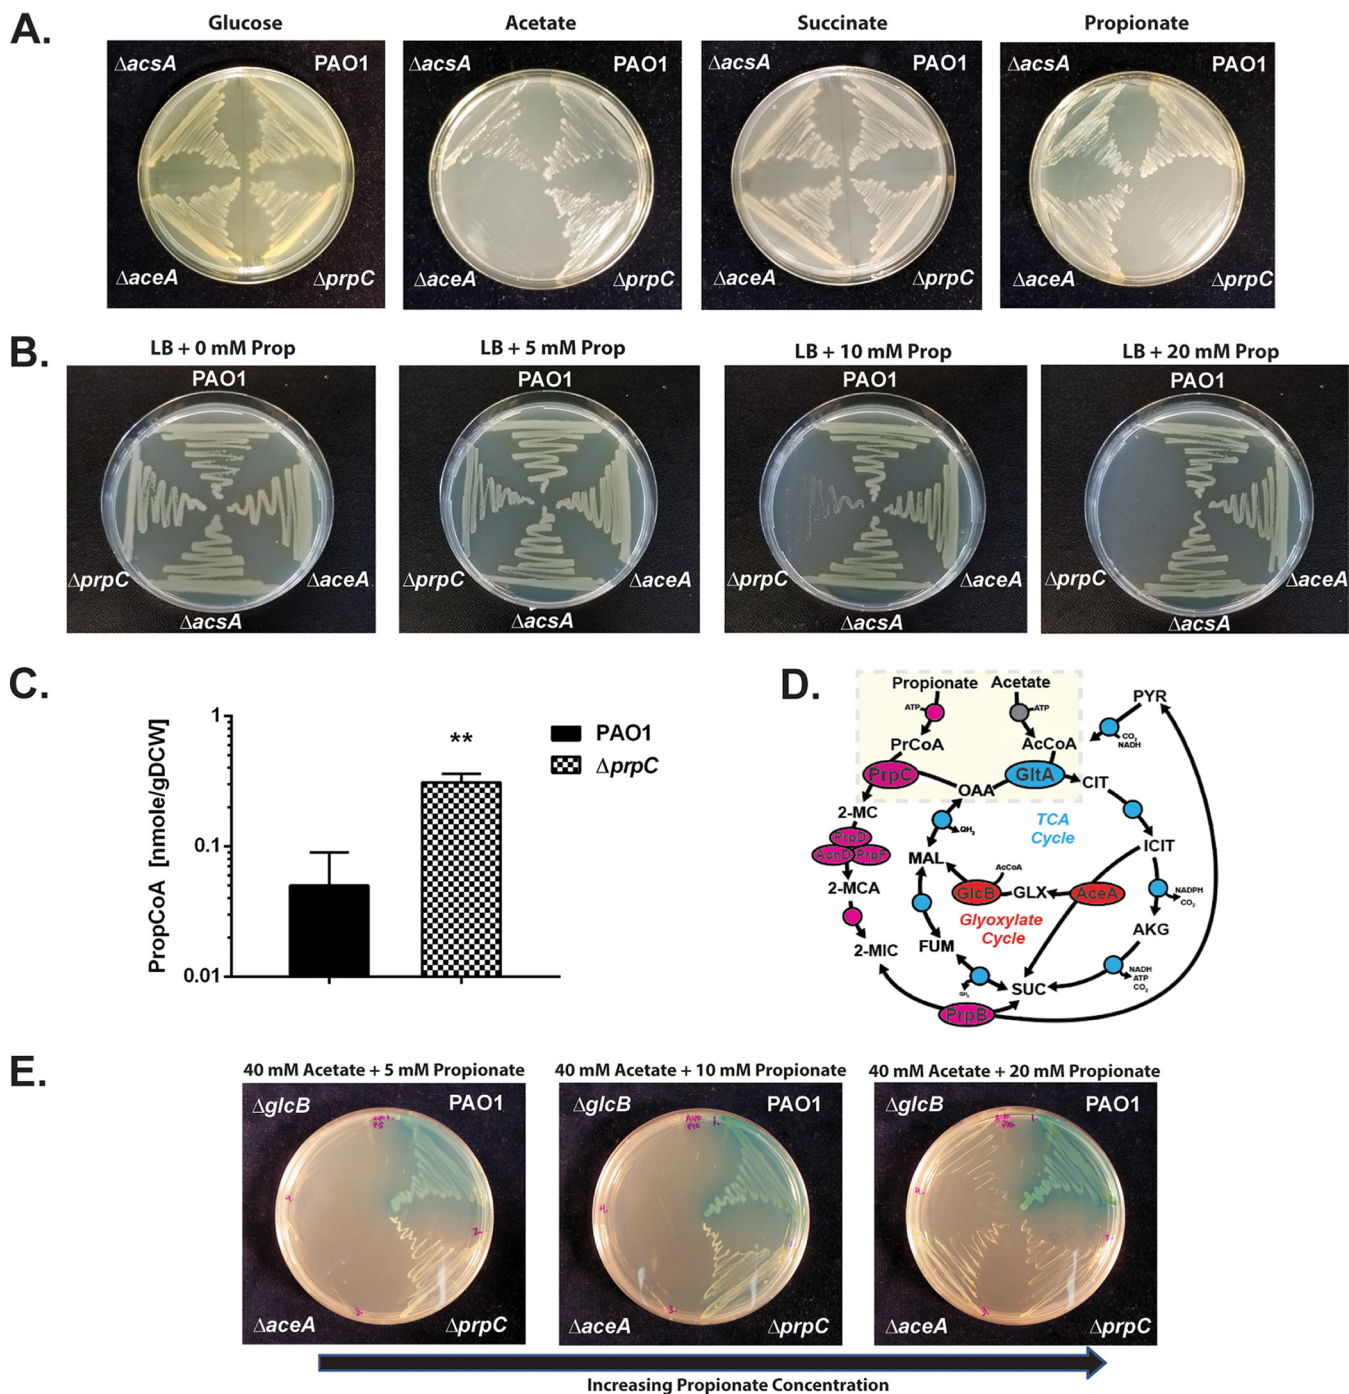 A.
Glucose
Acetate
Succinate
Propionate
ΔacsA
PAO1
ΔaceA
ΔprpC
ΔacsA
PAO1
ΔaceA
ΔprpC
ΔacsA
PAO1
ΔaceA
ΔprpC
ΔacsA
PAO1
ΔaceA
ΔprpC
B.
LB + 0 mM Prop
LB + 5 mM Prop
LB + 10 mM Prop
LB + 20 mM Prop
PAO1
ΔprpC
ΔaceA
ΔacsA
PAO1
ΔprpC
ΔaceA
ΔacsA
PAO1
ΔprpC
ΔaceA
ΔacsA
PAO1
ΔprpC
ΔaceA
ΔacsA
C.
PropCoA [nmole/gDCW]
1
0.1
0.01
**
PAO1
ΔprpC
D.
Propionate
Acetate
PYR
ATP
ATP
CO2
NADH
PrCoA
AcCoA
PrpC
GltA
OAA
CIT
2-MC
QH2
TCA
Cycle
PrpD
AcnD
PrpF
ICIT
MAL
AcCoA
2-MCA
GlcB
GLX
AceA
NADPH
CO2
Glyoxylate
Cycle
AKG
2-MIC
FUM
NADH
ATP
CO2
QH2
SUC
PrpB
E.
40 mM Acetate + 5 mM Propionate
40 mM Acetate + 10 mM Propionate
40 mM Acetate + 20 mM Propionate
ΔglcB
PAO1
ΔaceA
ΔprpC
ΔglcB
PAO1
ΔaceA
ΔprpC
ΔglcB
PAO1
ΔaceA
ΔprpC
Increasing Propionate Concentration